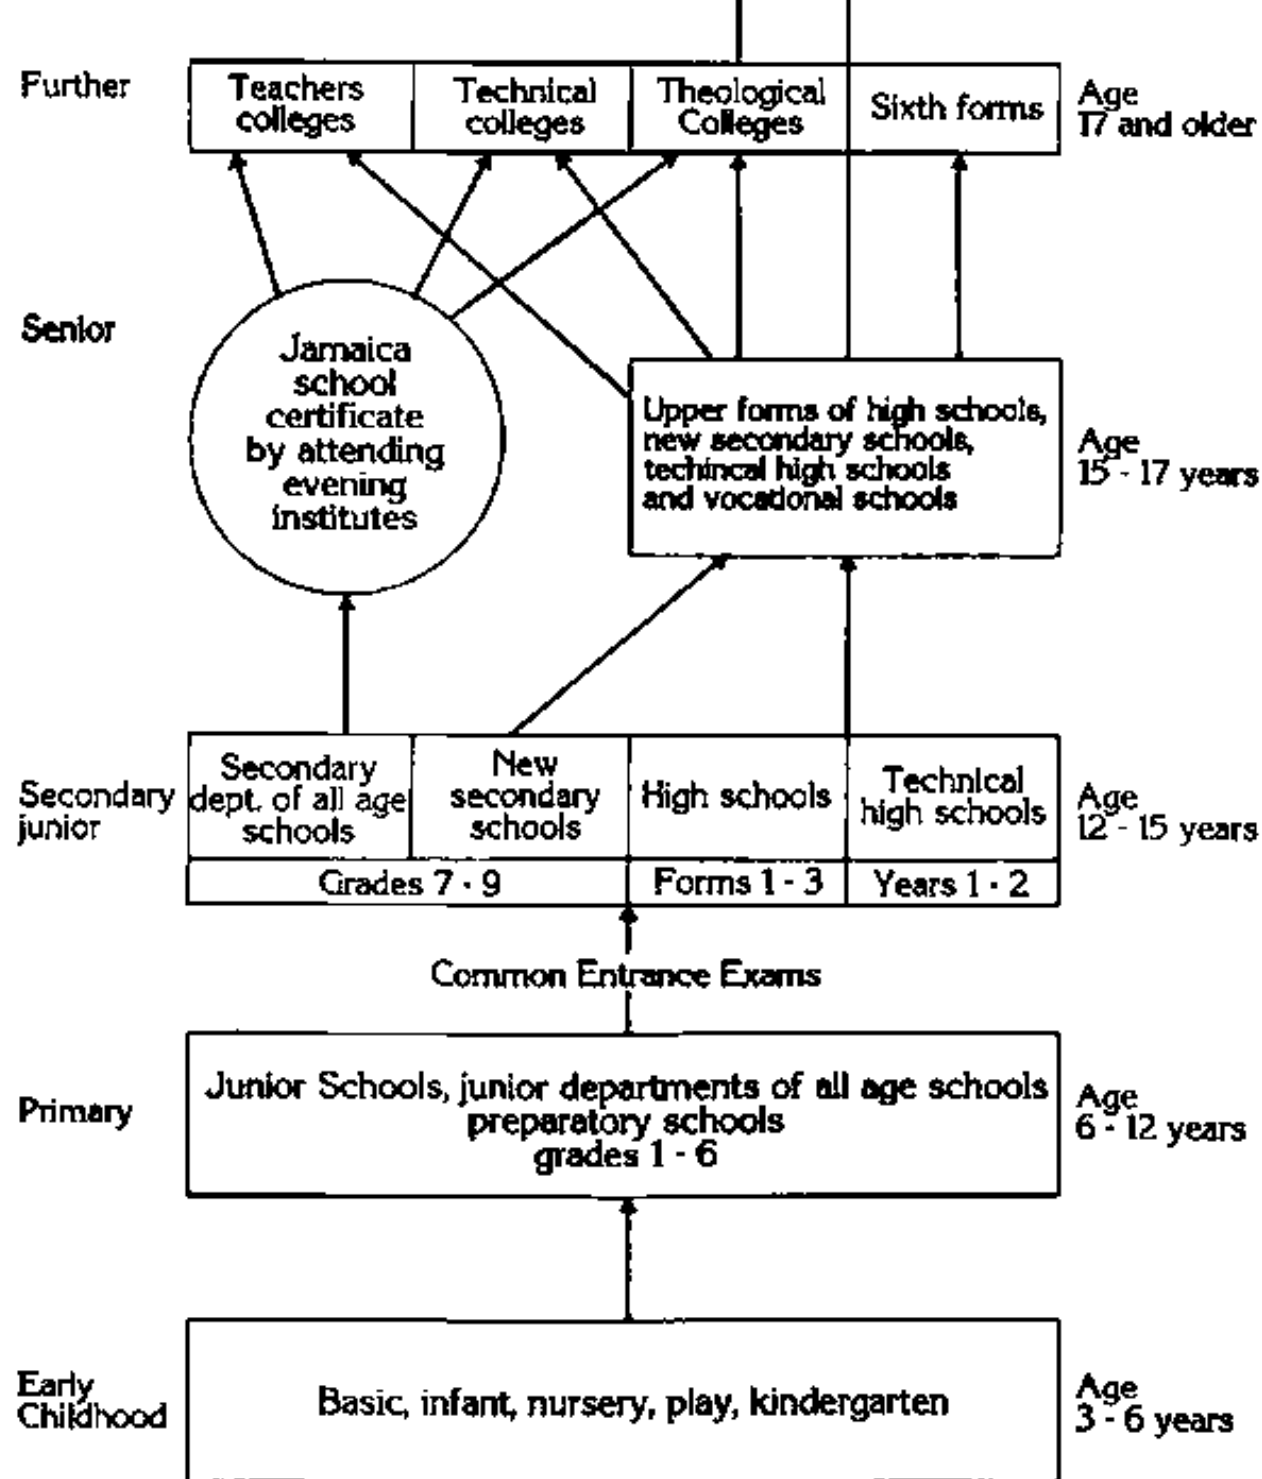 Further
Teachers
colleges
Technical
colleges
Theological
Colleges
Sixth forms
Age
17 and older
Senior
Jamaica
school
certificate
by attending
evening
institutes
Upper forms of high schools,
new secondary schools,
techincal high schools
and vocational schools
Age
15 - 17 years
Secondary
junior
Secondary
dept. of all age
schools
New
secondary
schools
High schools
Technical
high schools
Age
12 - 15 years
Grades 7 - 9
Forms 1 - 3
Years 1 - 2
Common Entrance Exams
Primary
Junior Schools, junior departments of all age schools
preparatory schools
grades 1 - 6
Age
6 - 12 years
Early
Childhood
Basic, infant, nursery, play, kindergarten
Age
3 - 6 years